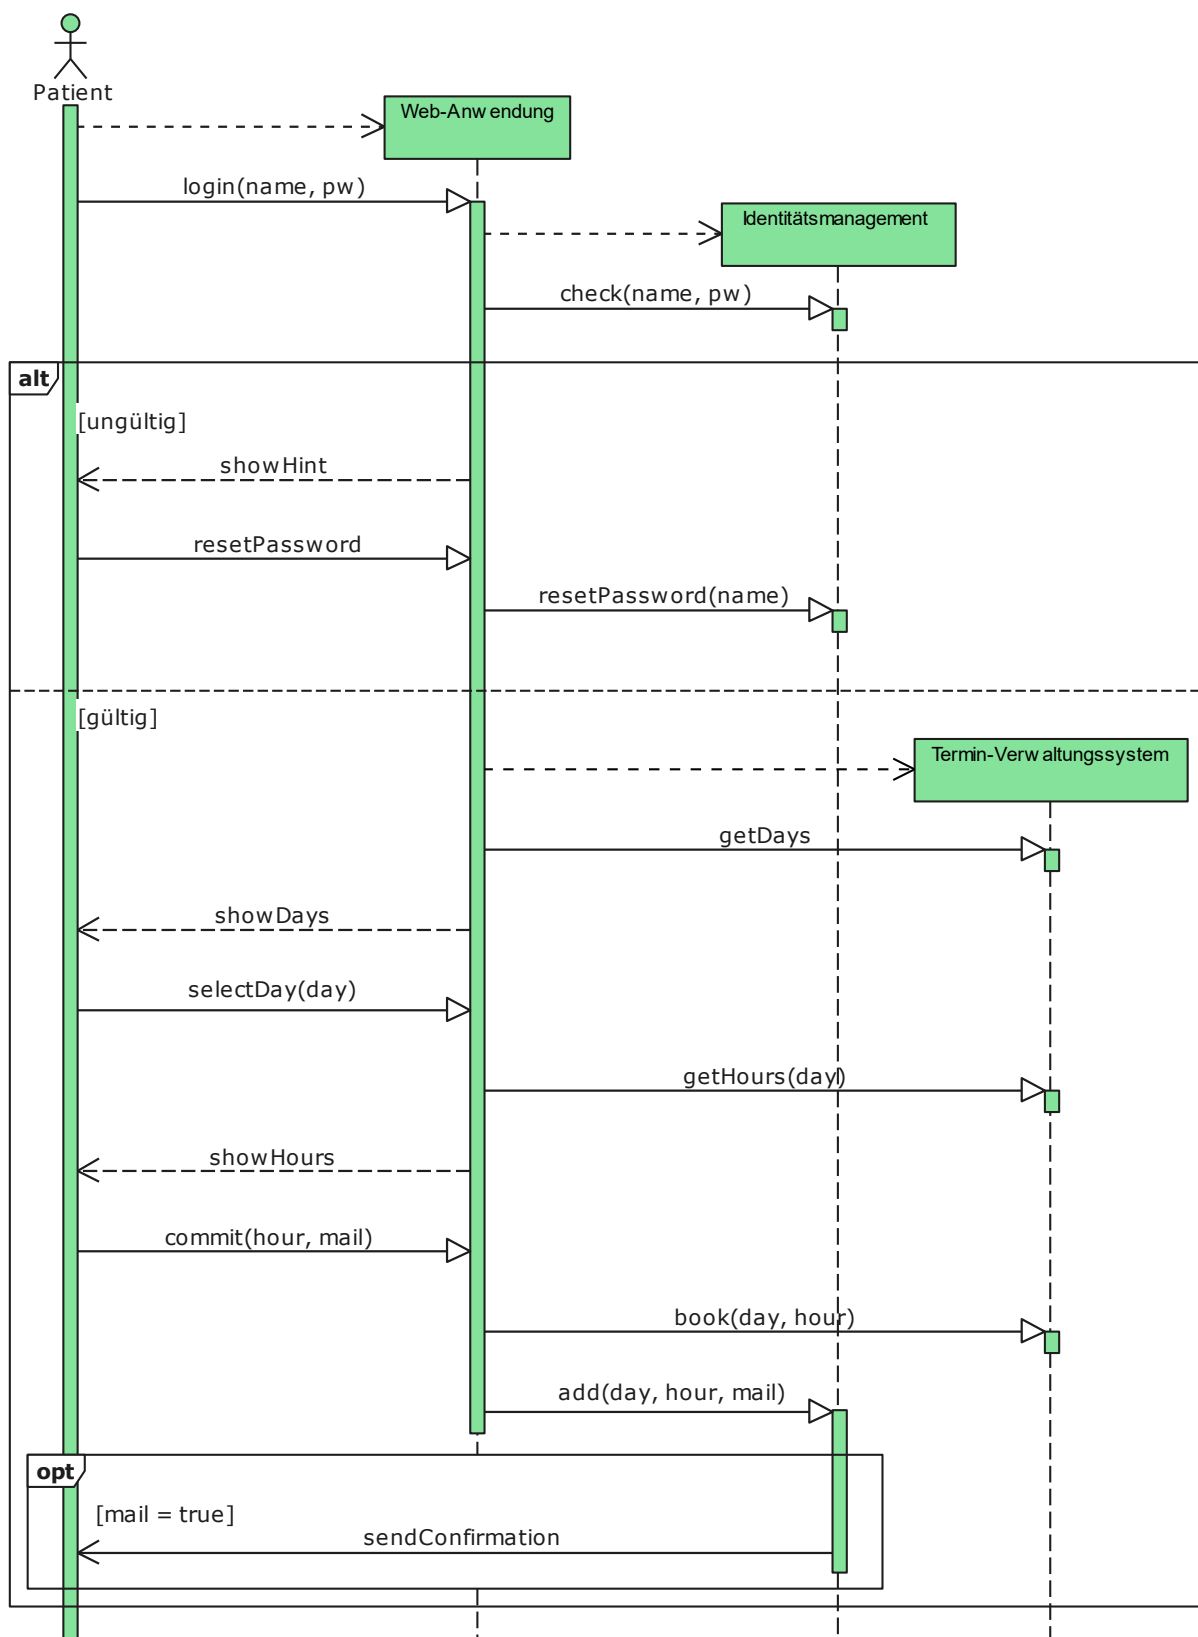 Patient
Web-Anwendung
login(name, pw)
Identitätsmanagement
check(name, pw)
alt
[ungültig]
showHint
resetPassword
resetPassword(name)
[gültig]
Termin-Verwaltungssystem
getDays
showDays
selectDay(day)
getHours(day)
showHours
commit(hour, mail)
book(day, hour)
add(day, hour, mail)
opt
[mail = true]
sendConfirmation